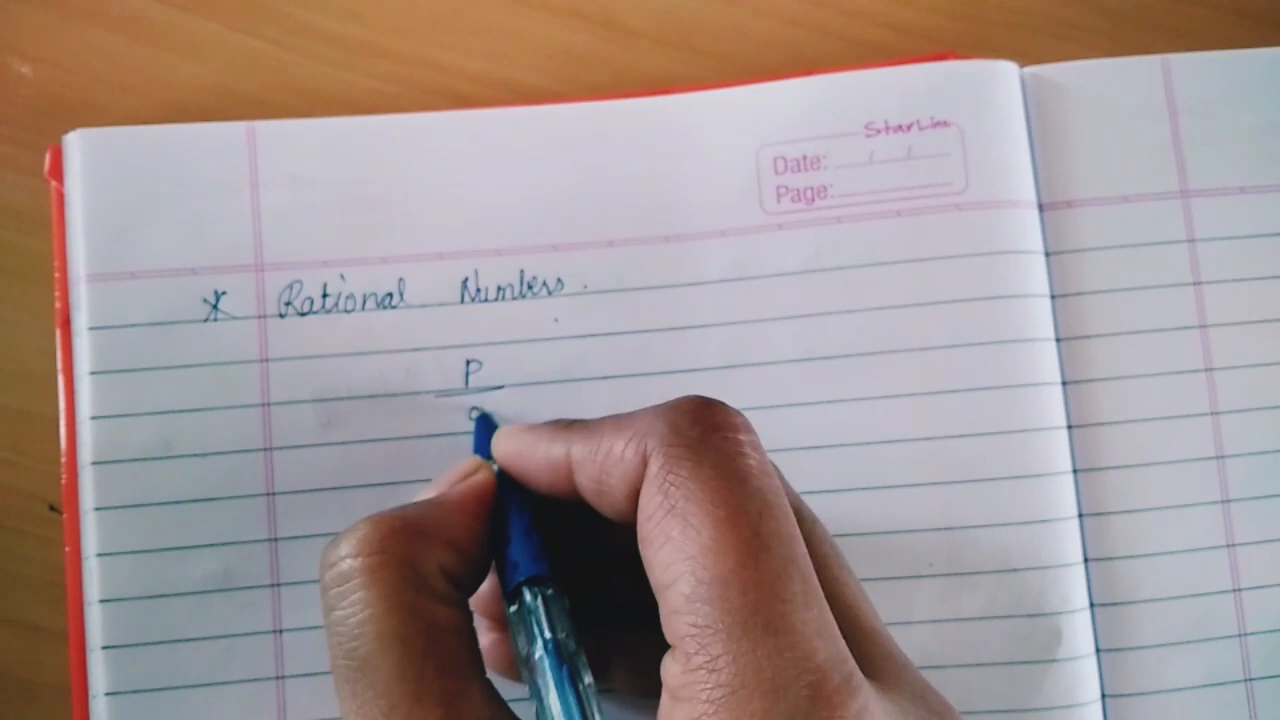 StarLine
Date: / /
Page:
* Rational Numbers.
P